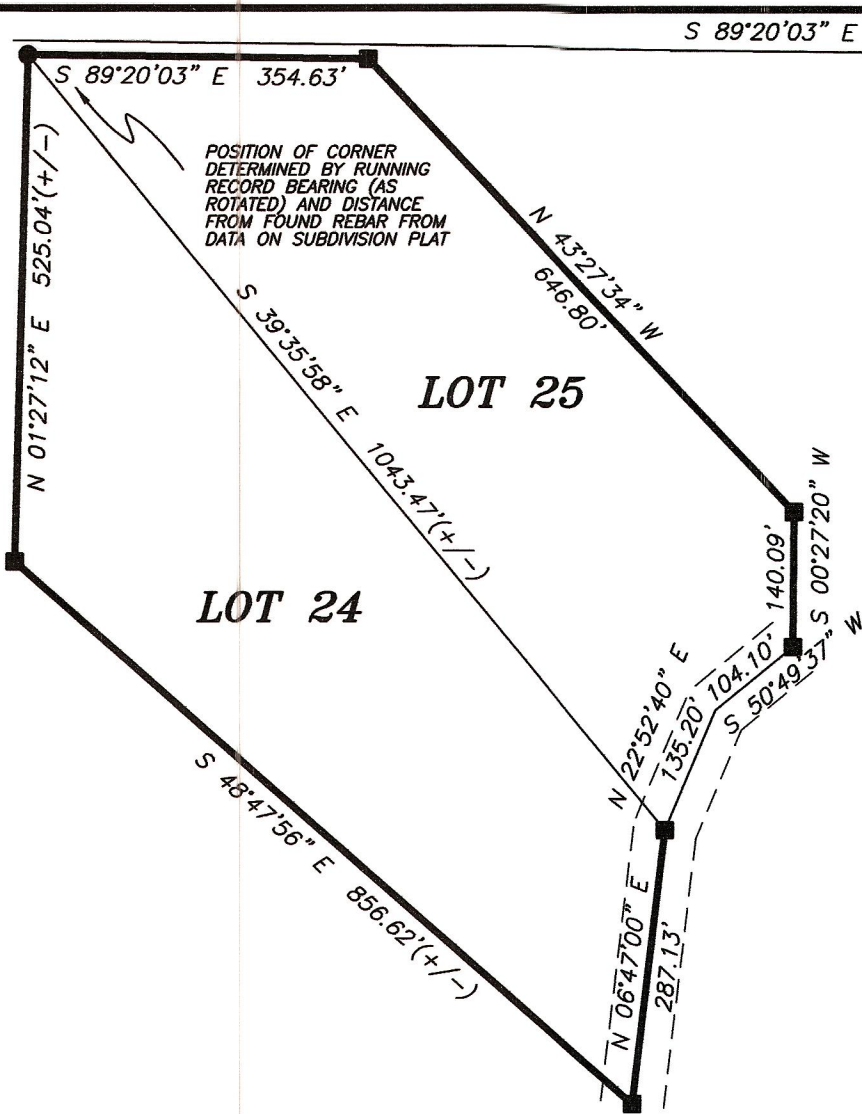 S 89°20'03" E
S 89°20'03" E 354.63'
POSITION OF CORNER
DETERMINED BY RUNNING
RECORD BEARING (AS
ROTATED) AND DISTANCE
FROM FOUND REBAR FROM
DATA ON SUBDIVISION PLAT
N 01°27'12" E 525.04'(+/-)
N 43°27'34" W
646.80'
S 39°35'58" E 1043.47'(+/-)
LOT 25
S 00°27'20" W
140.09'
LOT 24
S 50°49'37" W
104.10'
N 22°52'40" E
135.20'
S 48°47'56" E 856.62'(+/-)
N 06°47'00" E
287.13'